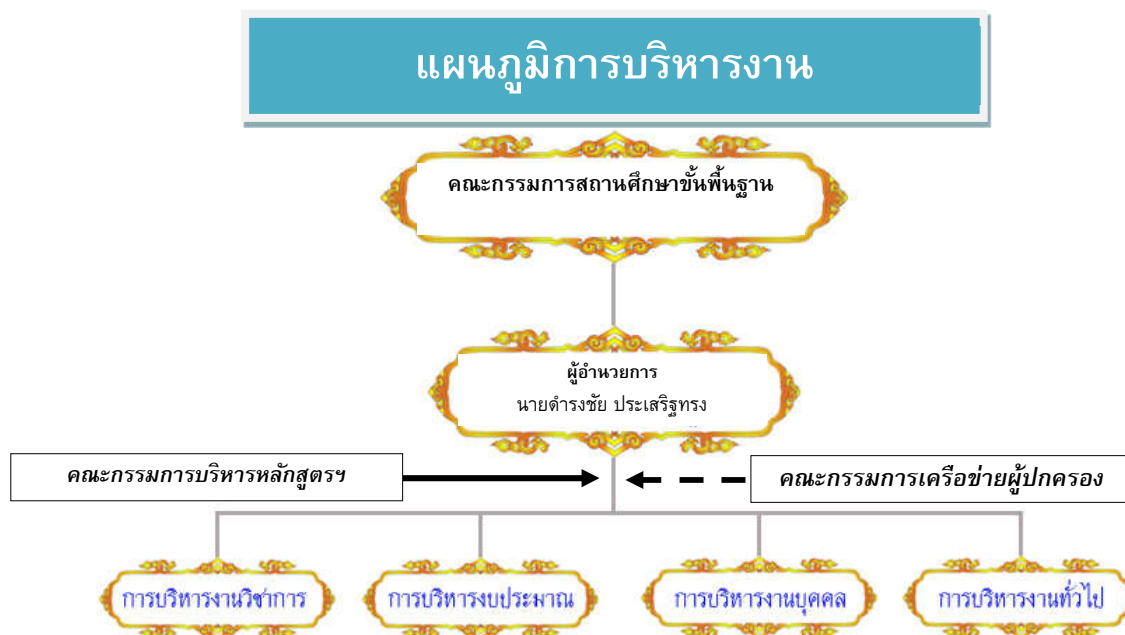 แผนภูมิการบริหารงาน
คณะกรรมการสถานศึกษาขั้นพื้นฐาน
ผู้อำนวยการ
นายดำรงชัย ประเสริฐทรง
คณะกรรมการบริหารหลักสูตรฯ
คณะกรรมการเครือข่ายผู้ปกครอง
การบริหารงานวิชาการ
การบริหารงบประมาณ
การบริหารงานบุคคล
การบริหารงานทั่วไป